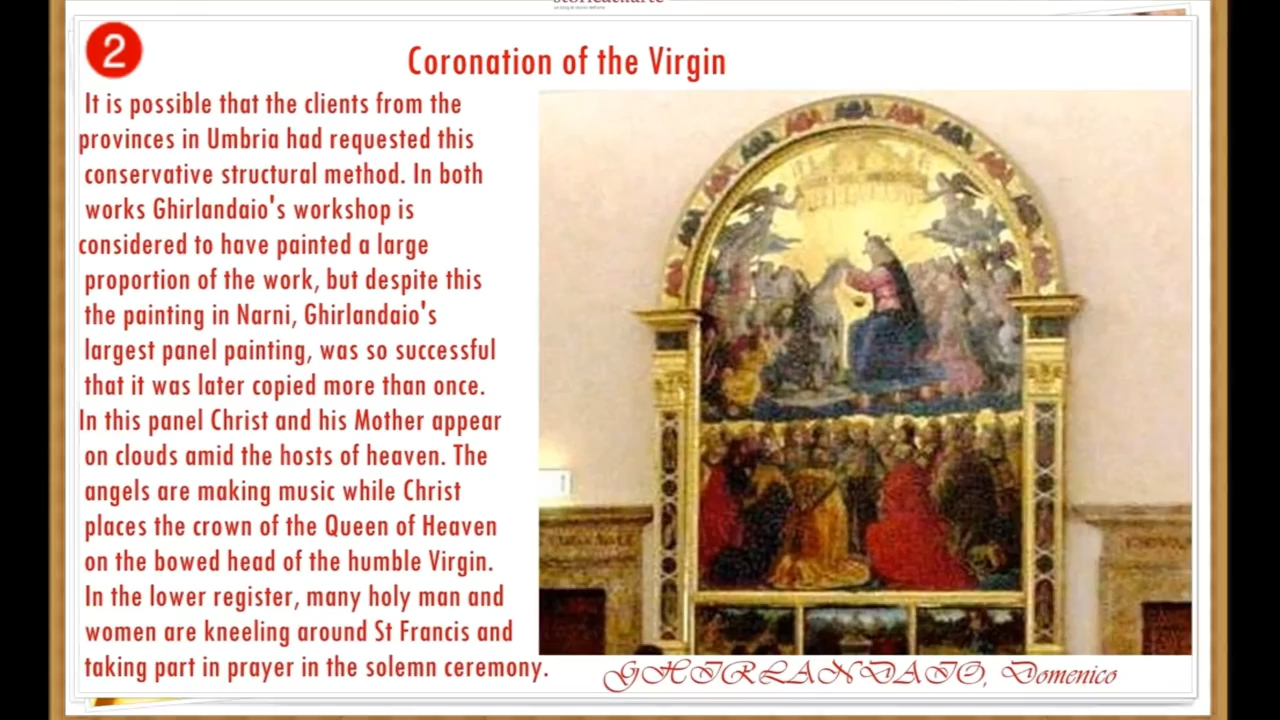 2
Coronation of the Virgin
It is possible that the clients from the
provinces in Umbria had requested this
conservative structural method. In both
works Ghirlandaio's workshop is
considered to have painted a large
proportion of the work, but despite this
the painting in Narni, Ghirlandaio's
largest panel painting, was so successful
that it was later copied more than once.
In this panel Christ and his Mother appear
on clouds amid the hosts of heaven. The
angels are making music while Christ
places the crown of the Queen of Heaven
on the bowed head of the humble Virgin.
In the lower register, many holy man and
women are kneeling around St Francis and
taking part in prayer in the solemn ceremony.
GHIRLANDAIO, Domenico